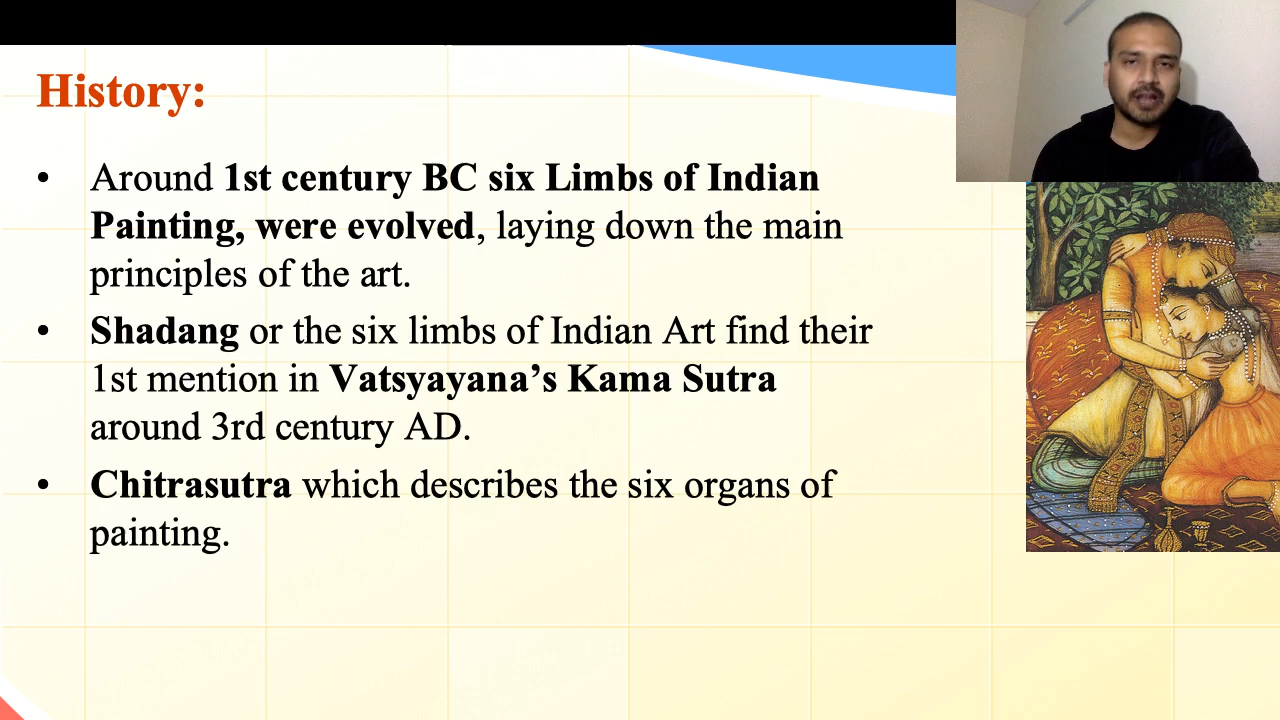 History:
• Around 1st century BC six Limbs of Indian
Painting, were evolved, laying down the main
principles of the art.
• Shadang or the six limbs of Indian Art find their
1st mention in Vatsyayana’s Kama Sutra
around 3rd century AD.
• Chitrasutra which describes the six organs of
painting.